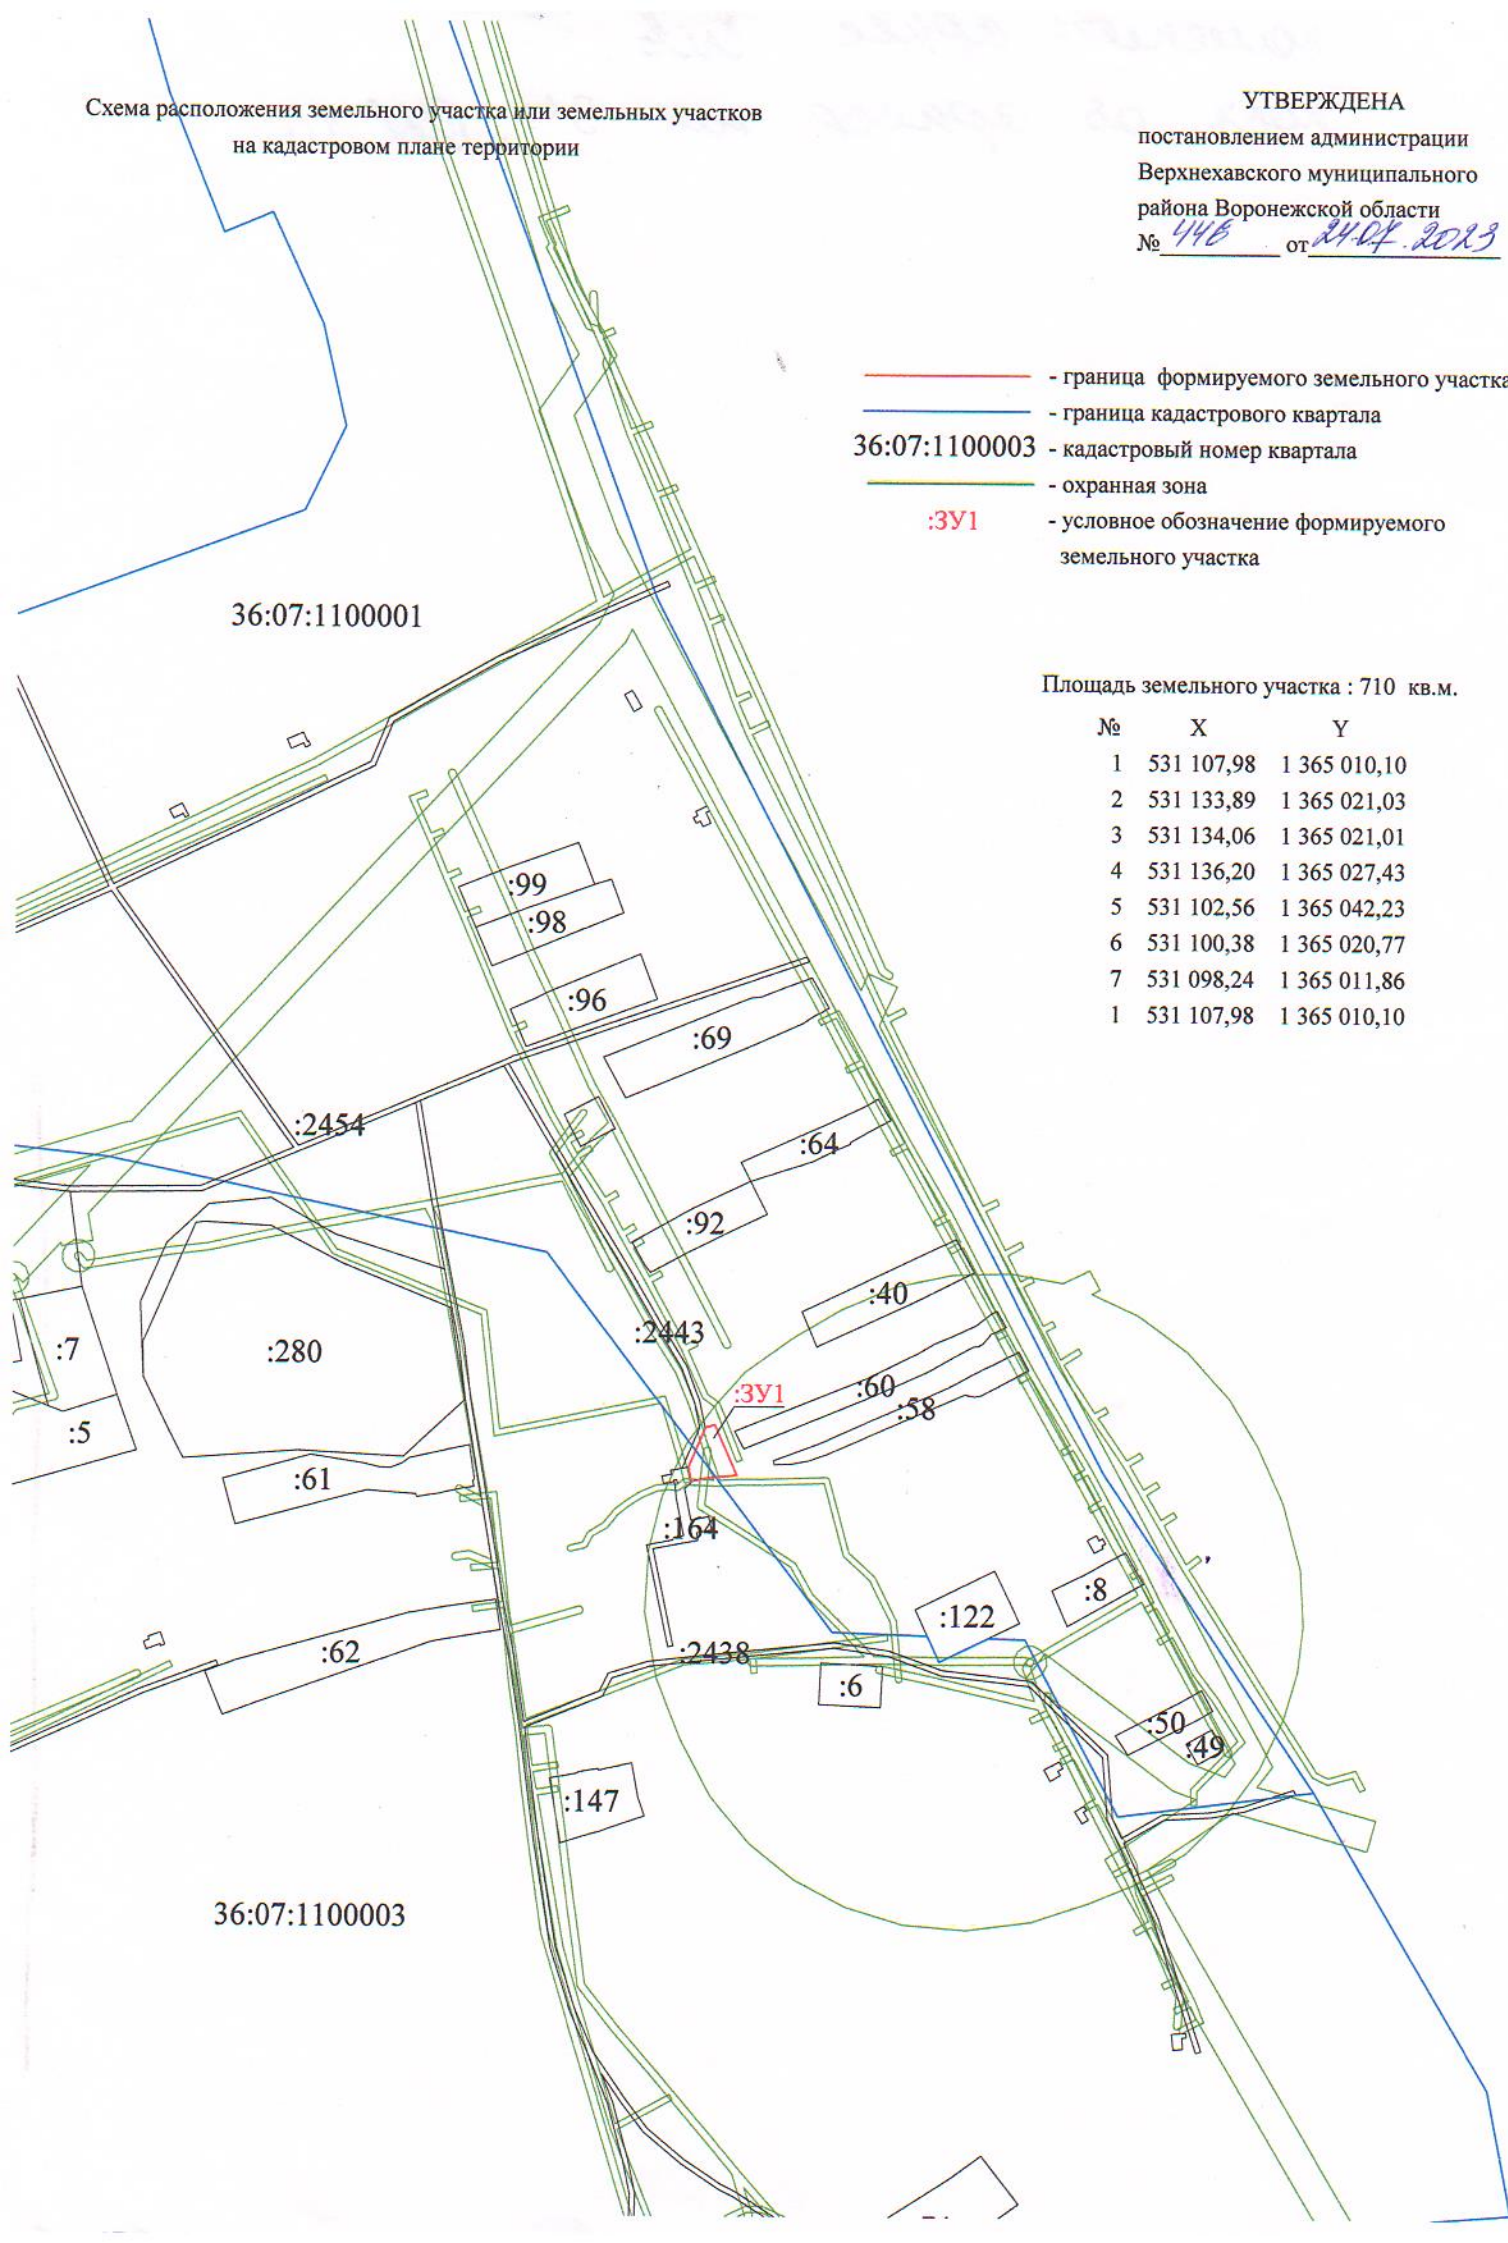 Схема расположения земельного участка или земельных участков
на кадастровом плане территории
УТВЕРЖДЕНА
постановлением администрации
Верхнехавского муниципального
района Воронежской области
№ 446 от 24.07.2023
- граница формируемого земельного участка
- граница кадастрового квартала
36:07:1100003 - кадастровый номер квартала
- охранная зона
:ЗУ1 - условное обозначение формируемого
земельного участка
36:07:1100001
Площадь земельного участка : 710 кв.м.
№ X Y
1 531 107,98 1 365 010,10
2 531 133,89 1 365 021,03
3 531 134,06 1 365 021,01
4 531 136,20 1 365 027,43
5 531 102,56 1 365 042,23
6 531 100,38 1 365 020,77
7 531 098,24 1 365 011,86
1 531 107,98 1 365 010,10
:99
:98
:96
:69
:2454
:64
:92
:40
:2443
:7
:280
:60
:ЗУ1
:58
:5
:61
:164
:8
:122
:62
:2438
:6
:50
:49
:147
36:07:1100003